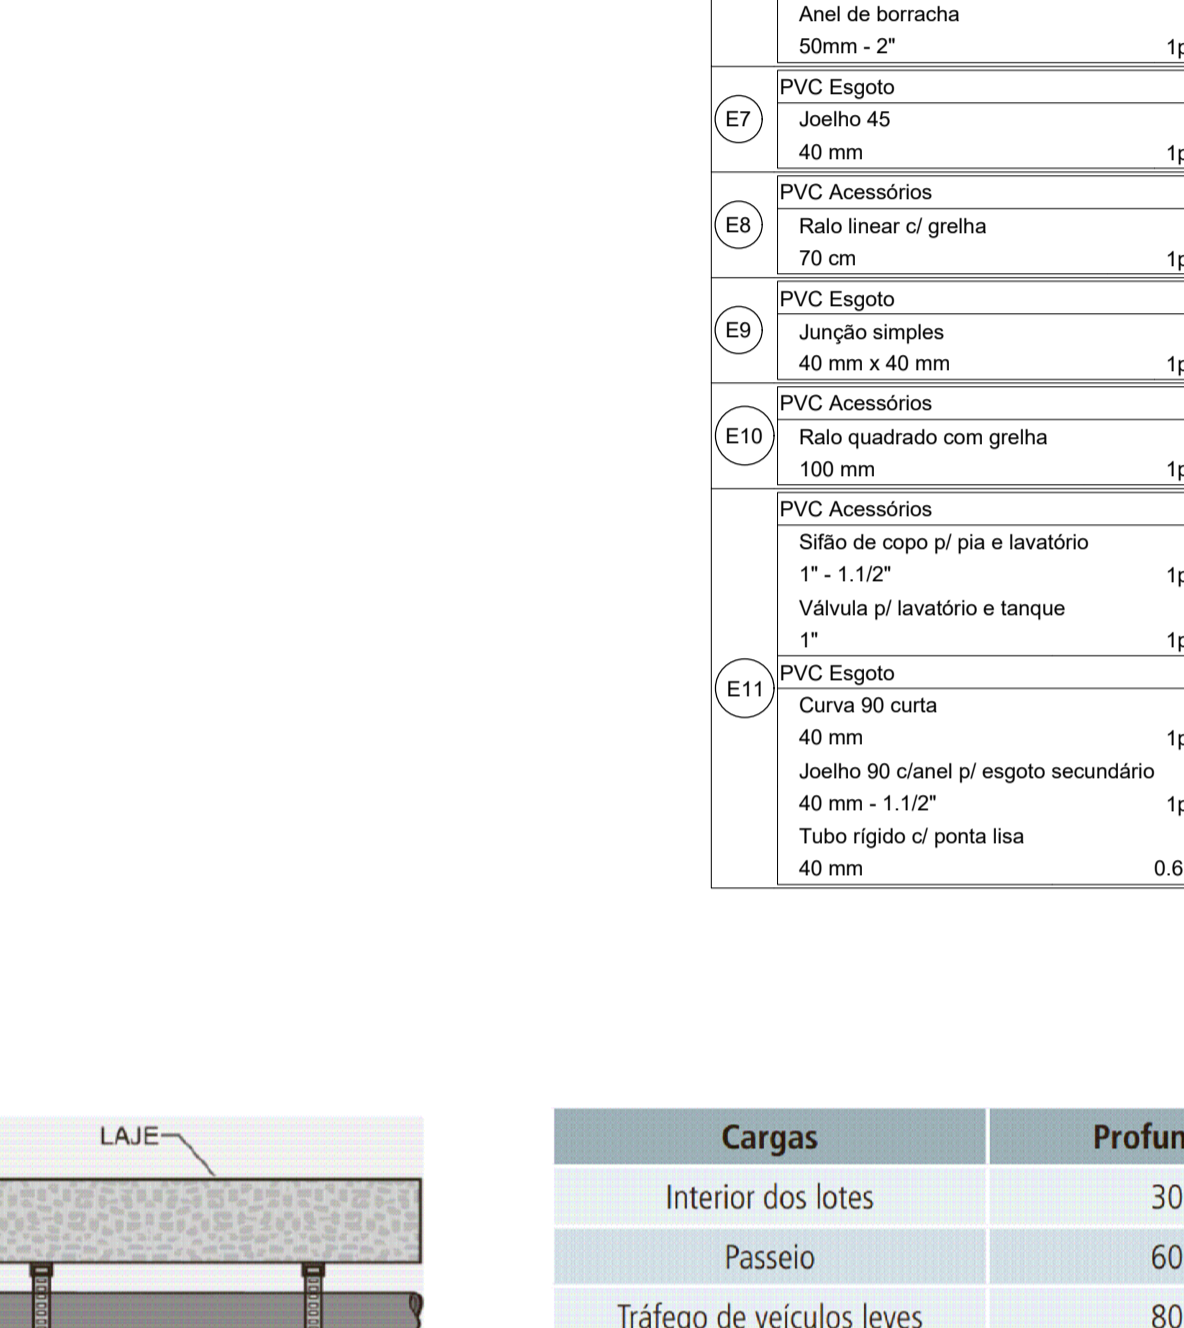 Anel de borracha
50mm - 2" 1p
PVC Esgoto
E7
Joelho 45
40 mm 1p
PVC Acessórios
E8
Ralo linear c/ grelha
70 cm 1p
PVC Esgoto
E9
Junção simples
40 mm x 40 mm 1p
PVC Acessórios
E10
Ralo quadrado com grelha
100 mm 1p
PVC Acessórios
Sifão de copo p/ pia e lavatório
1" - 1.1/2" 1p
Válvula p/ lavatório e tanque
1" 1p
PVC Esgoto
E11
Curva 90 curta
40 mm 1p
Joelho 90 c/anel p/ esgoto secundário
40 mm - 1.1/2" 1p
Tubo rígido c/ ponta lisa
40 mm 0.6
LAJE
Cargas Profun
Interior dos lotes 30
Passeio 60
Tráfego de veículos leves 80